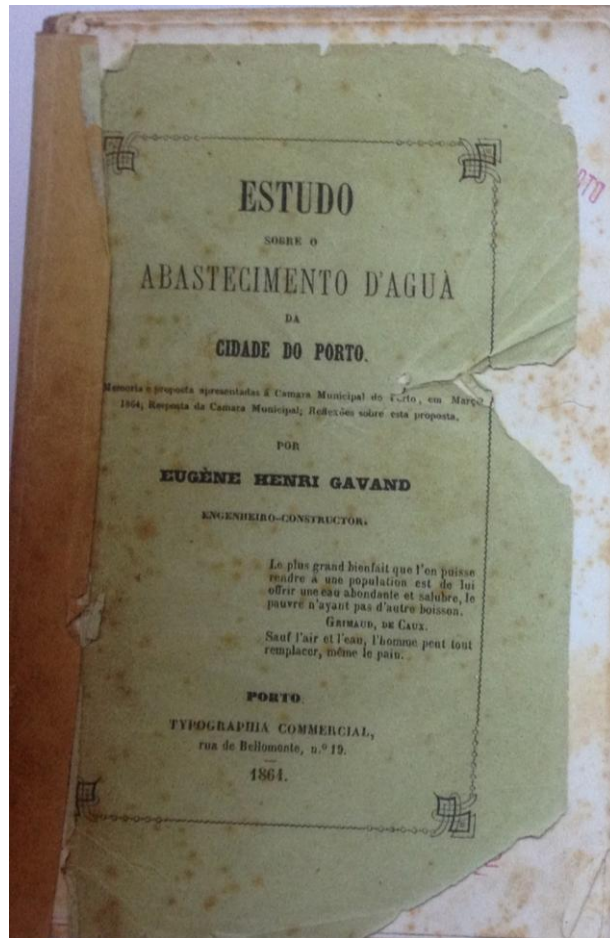 ESTUDO
SOBRE O
ABASTECIMENTO D'AGUÀ
DA
CIDADE DO PORTO.
Memoria e proposta apresentadas á Camara Municipal do Porto, em Março
1864; Resposta da Camara Municipal; Reflexões sobre esta proposta.
POR
EUGÈNE HENRI GAVAND
ENGENHEIRO-CONSTRUCTOR.
Le plus grand bienfait que l'on puisse
rendre à une population est de lui
offrir une eau abondante et salubre, le
pauvre n'ayant pas d'autre boisson.
GRIMAUD, DE CAUX.
Sauf l'air et l'eau, l'homme peut tout
remplacer, même le pain.
PORTO
TYPOGRAPHIA COMMERCIAL,
rua de Bellomonte, n.º 19.
1864.